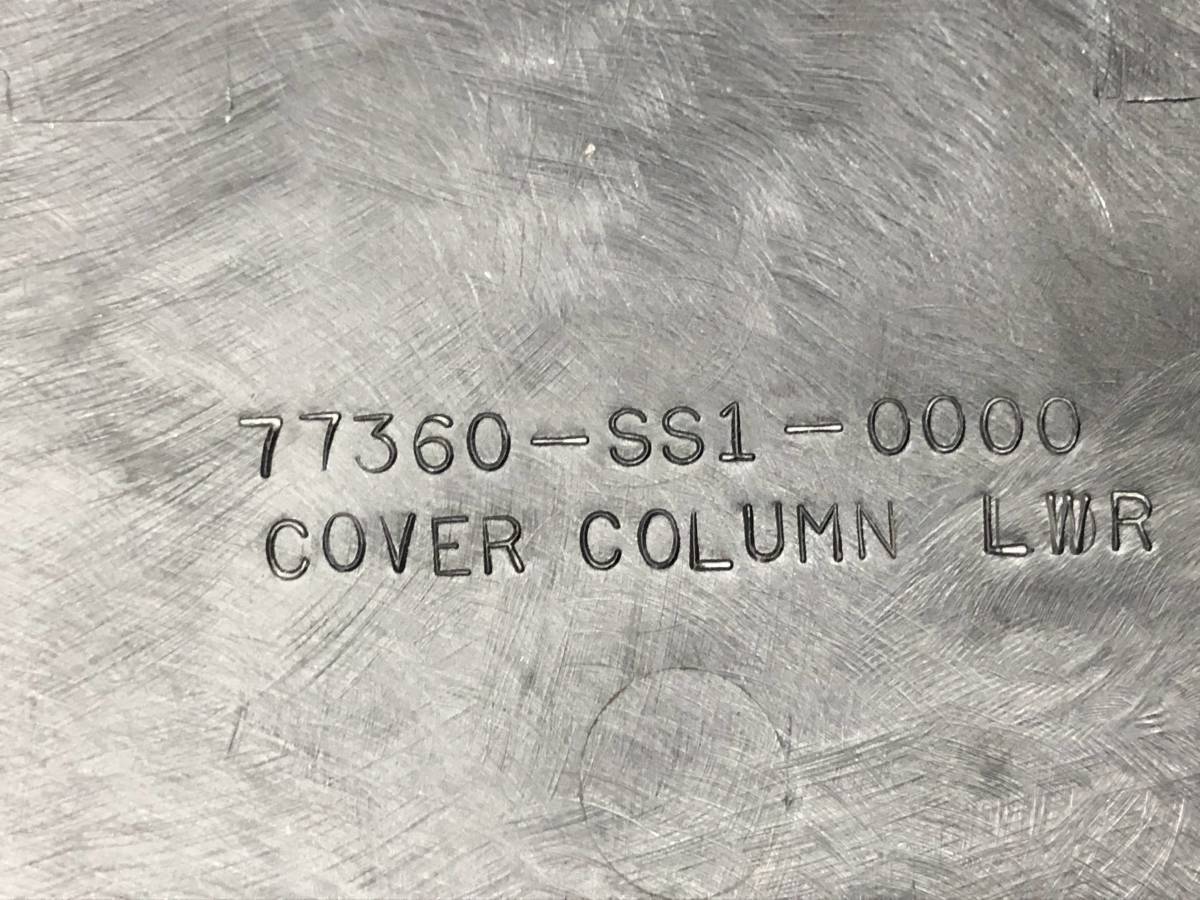 77360-SS1-0000
COVER COLUMN LWR